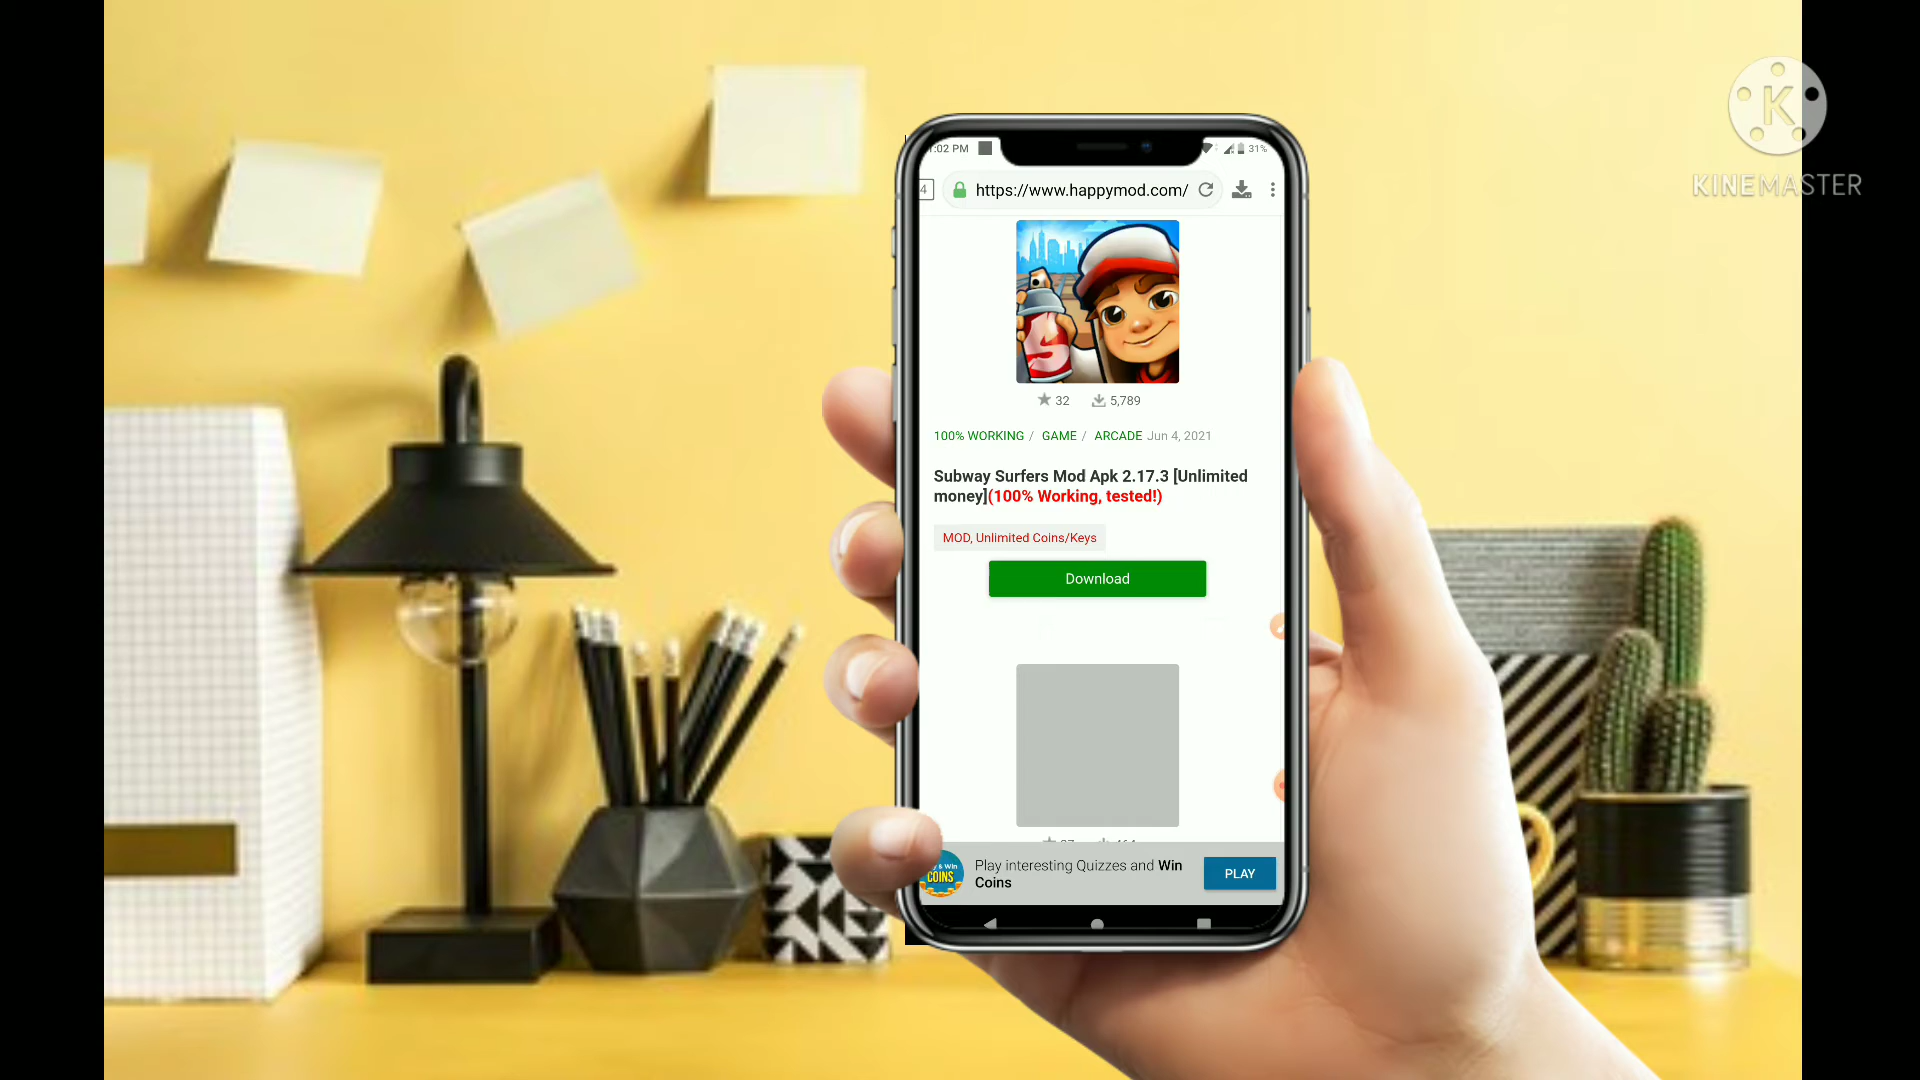 :02 PM
31%
4
https://www.happymod.com/
32
5,789
100% WORKING / GAME / ARCADE Jun 4, 2021
Subway Surfers Mod Apk 2.17.3 [Unlimited
money](100% Working, tested!)
MOD, Unlimited Coins/Keys
Download
Play interesting Quizzes and Win
Coins
& Win
COINS
PLAY
K
KINEMASTER